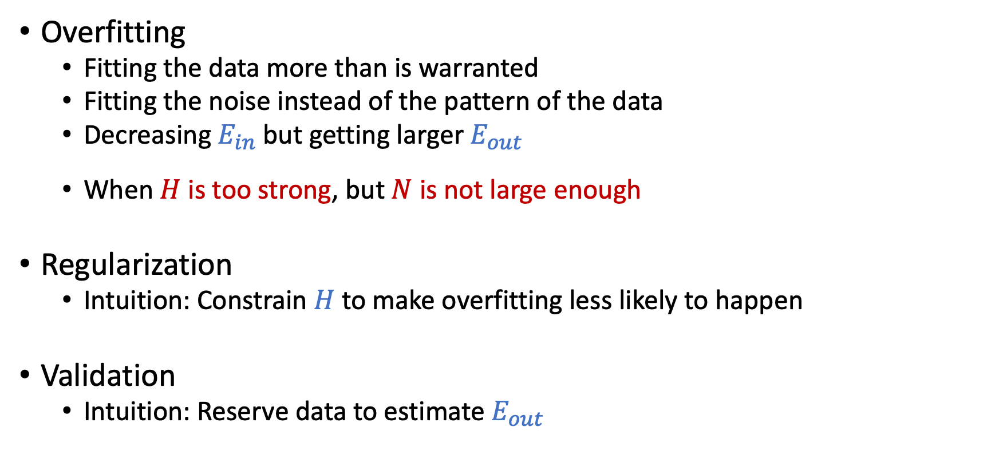 • Overfitting
• Fitting the data more than is warranted
• Fitting the noise instead of the pattern of the data
• Decreasing $E_{in}$ but getting larger $E_{out}$
• When $H$ is too strong, but $N$ is not large enough
• Regularization
• Intuition: Constrain $H$ to make overfitting less likely to happen
• Validation
• Intuition: Reserve data to estimate $E_{out}$